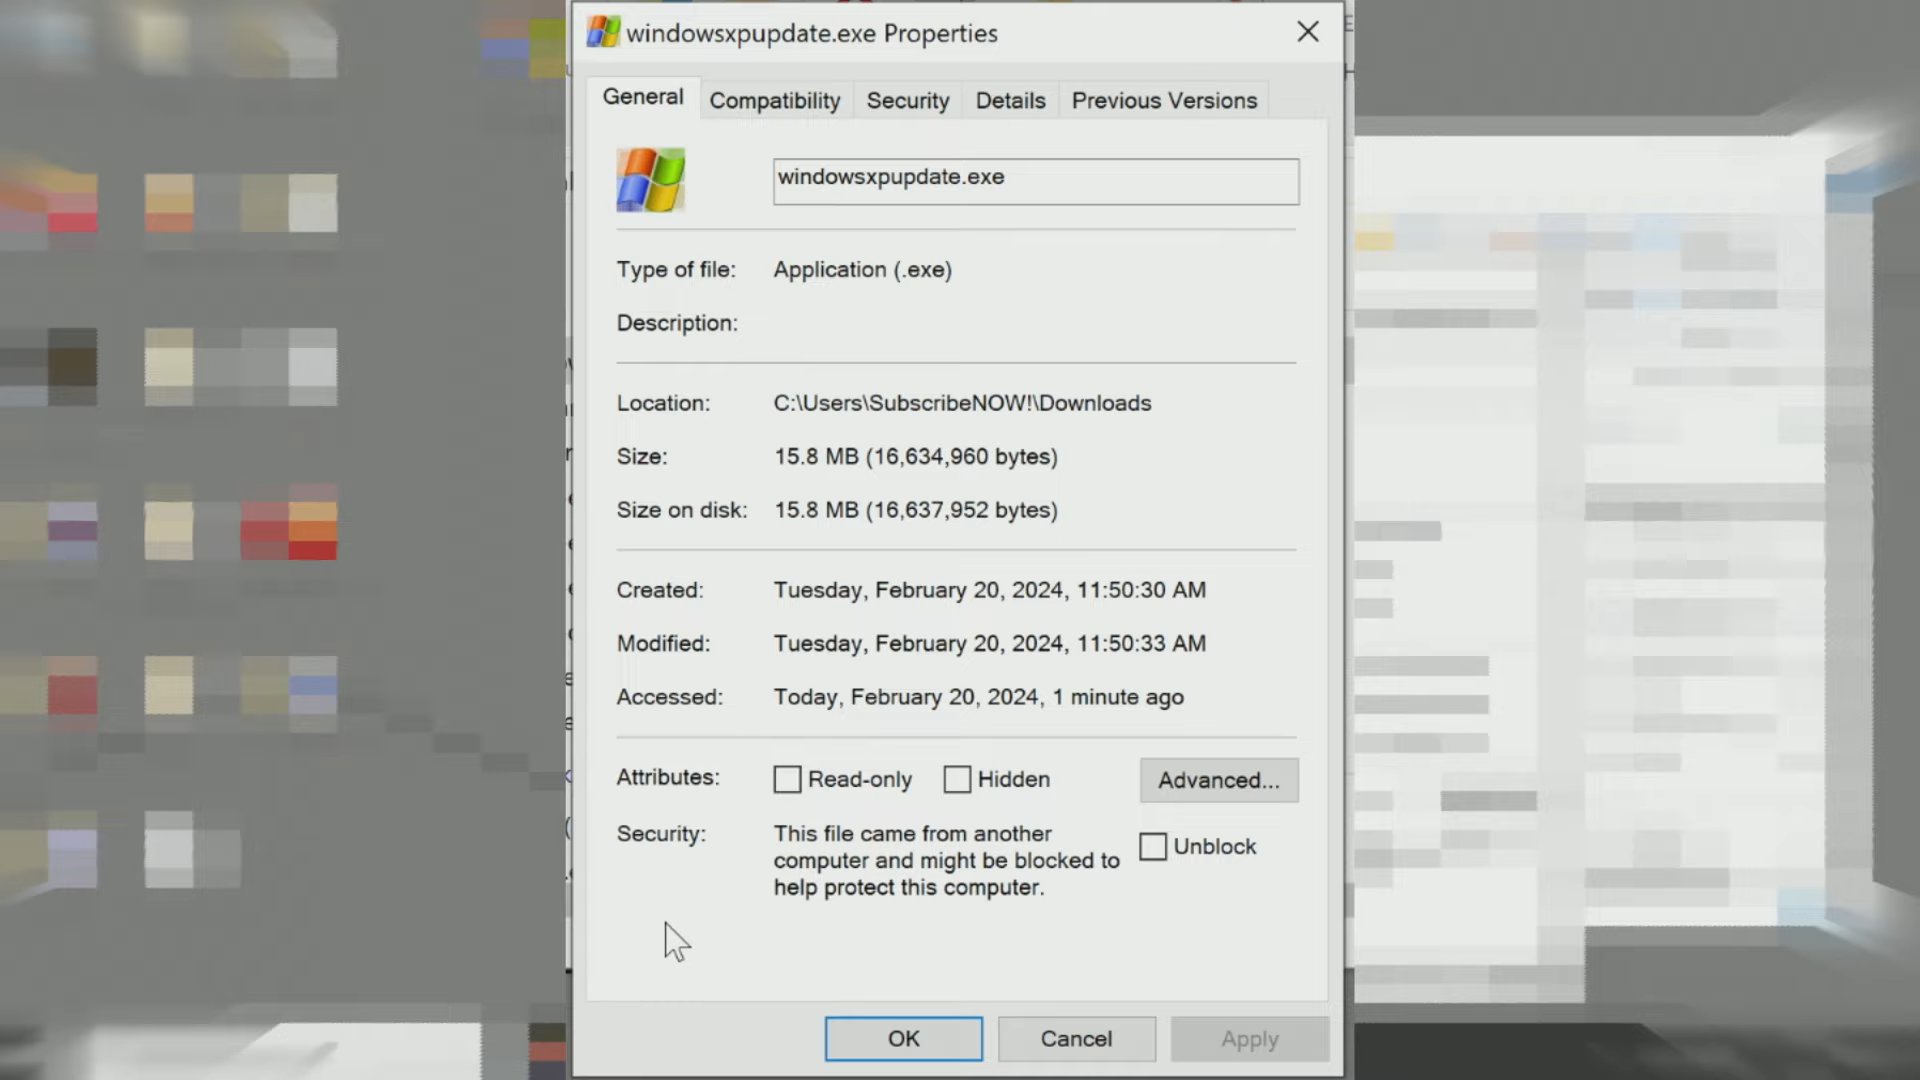 windowsxpupdate.exe Properties
General Compatibility Security Details Previous Versions
windowsxpupdate.exe
Type of file: Application (.exe)
Description:
Location: C:\Users\SubscribeNOW!\Downloads
Size: 15.8 MB (16,634,960 bytes)
Size on disk: 15.8 MB (16,637,952 bytes)
Created: Tuesday, February 20, 2024, 11:50:30 AM
Modified: Tuesday, February 20, 2024, 11:50:33 AM
Accessed: Today, February 20, 2024, 1 minute ago
Attributes: Read-only Hidden Advanced...
Security: This file came from another
computer and might be blocked to
help protect this computer.
Unblock
OK Cancel Apply